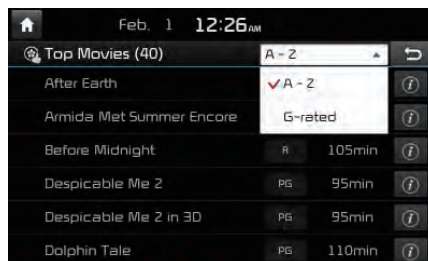 Feb. 1 12:26AM
Top Movies (40) A - Z
After Earth A - Z
Armida Met Summer Encore G-rated
Before Midnight R 105min
Despicable Me 2 PG 95min
Despicable Me 2 in 3D PG 95min
Dolphin Tale PG 110min